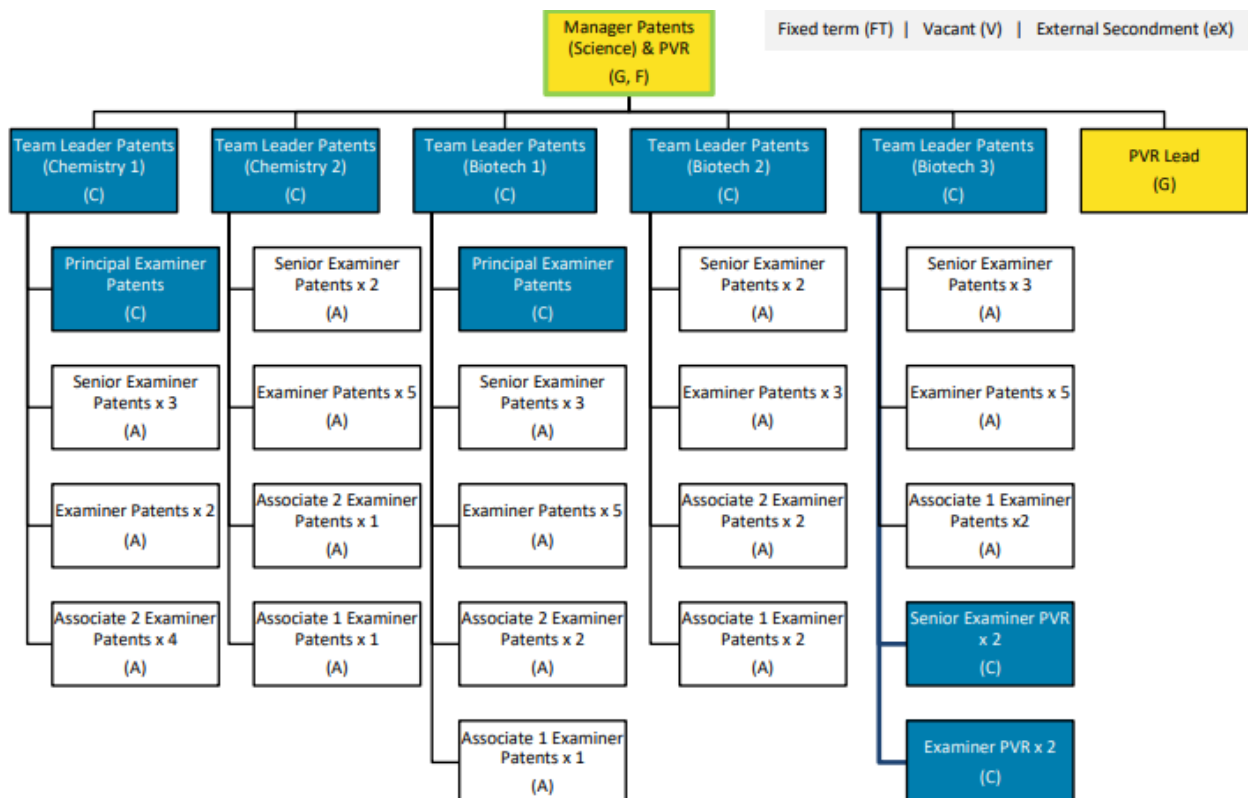 Manager Patents
(Science) & PVR
(G, F)
Fixed term (FT) | Vacant (V) | External Secondment (eX)
Team Leader Patents
(Chemistry 1)
(C)
Team Leader Patents
(Chemistry 2)
(C)
Team Leader Patents
(Biotech 1)
(C)
Team Leader Patents
(Biotech 2)
(C)
Team Leader Patents
(Biotech 3)
(C)
PVR Lead
(G)
Principal Examiner
Patents
(C)
Senior Examiner
Patents x 2
(A)
Principal Examiner
Patents
(C)
Senior Examiner
Patents x 2
(A)
Senior Examiner
Patents x 3
(A)
Senior Examiner
Patents x 3
(A)
Examiner Patents x 5
(A)
Senior Examiner
Patents x 3
(A)
Examiner Patents x 3
(A)
Examiner Patents x 5
(A)
Examiner Patents x 2
(A)
Associate 2 Examiner
Patents x 1
(A)
Examiner Patents x 5
(A)
Associate 2 Examiner
Patents x 2
(A)
Associate 1 Examiner
Patents x2
(A)
Associate 2 Examiner
Patents x 4
(A)
Associate 1 Examiner
Patents x 1
(A)
Associate 2 Examiner
Patents x 2
(A)
Associate 1 Examiner
Patents x 2
(A)
Senior Examiner PVR
x 2
(C)
Associate 1 Examiner
Patents x 1
(A)
Examiner PVR x 2
(C)